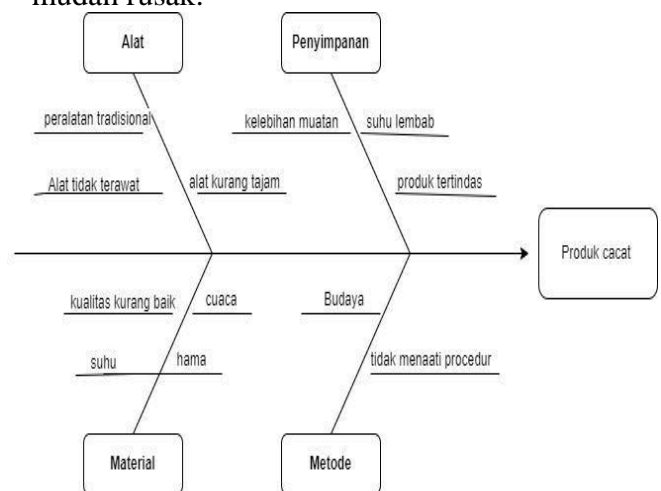 mudah rusak.
Alat
Penyimpanan
peralatan tradisional
kelebihan muatan
suhu lembab
Alat tidak terawat
alat kurang tajam
produk tertindas
Produk cacat
kualitas kurang baik
cuaca
Budaya
suhu
hama
tidak menaati procedur
Material
Metode